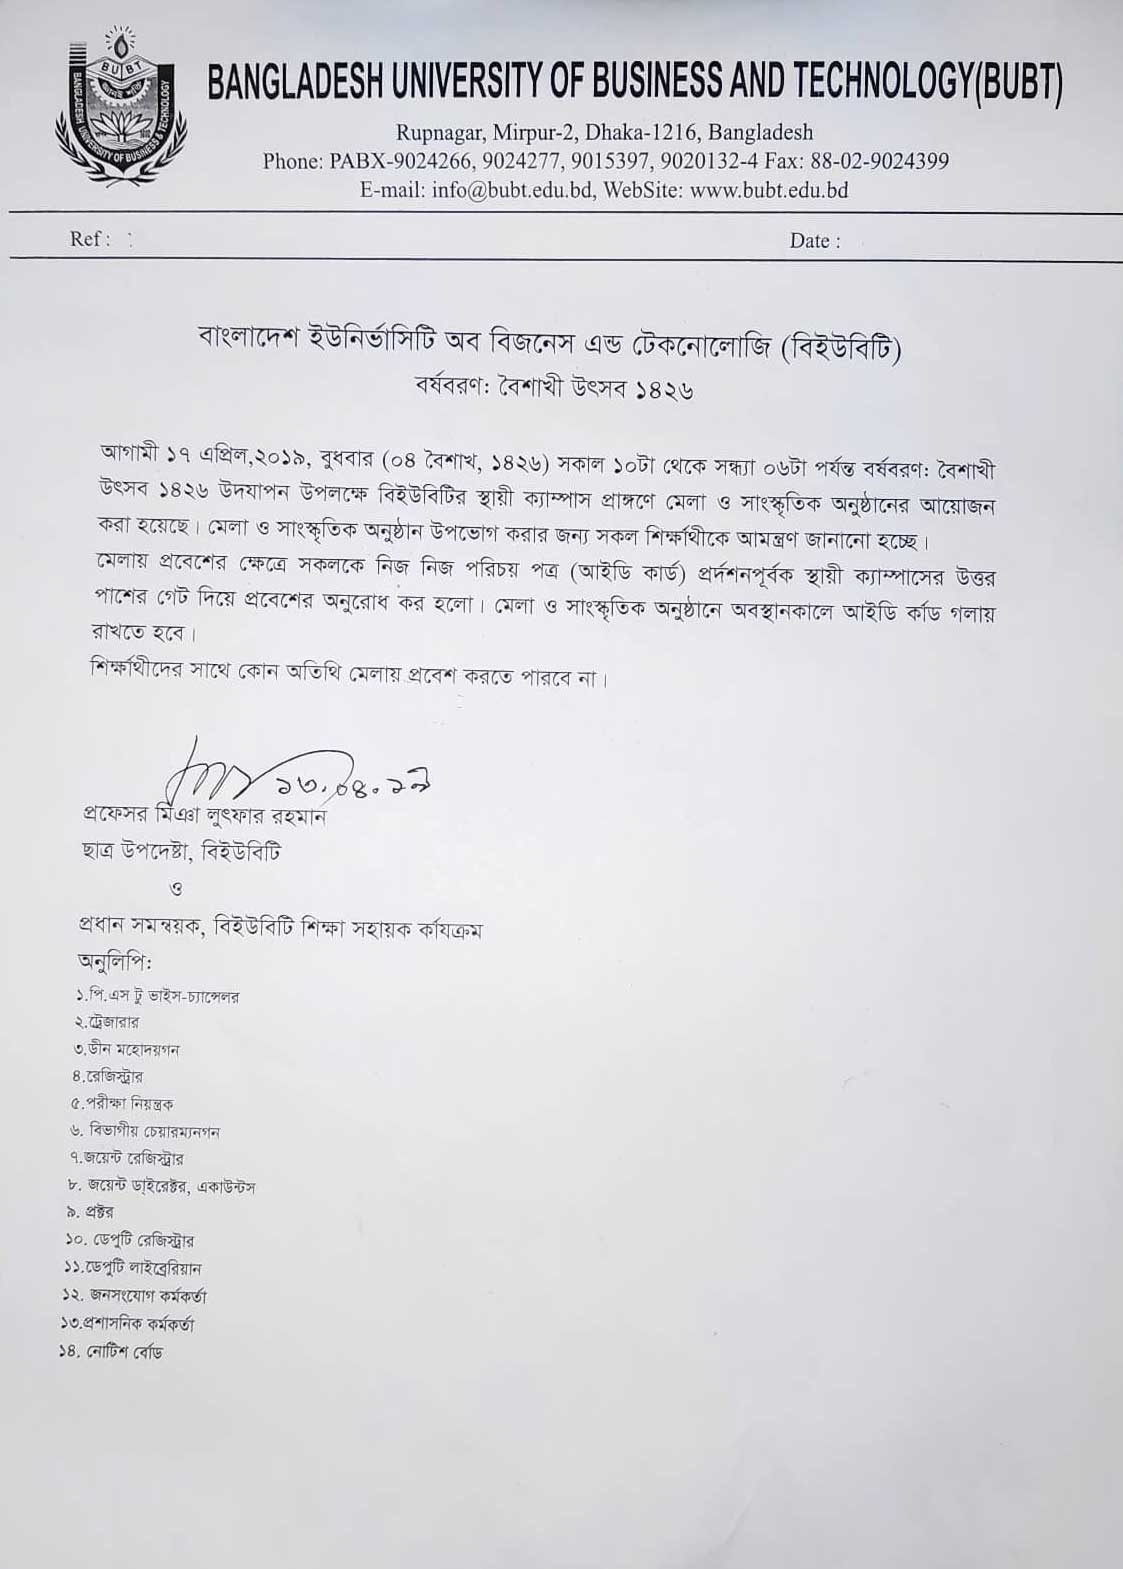 BANGLADESH UNIVERSITY OF BUSINESS AND TECHNOLOGY(BUBT)
BUBT
BANGLADESH UNIVERSITY OF BUSINESS & TECHNOLOGY
Rupnagar, Mirpur-2, Dhaka-1216, Bangladesh
Phone: PABX-9024266, 9024277, 9015397, 9020132-4 Fax: 88-02-9024399
E-mail: info@bubt.edu.bd, WebSite: www.bubt.edu.bd
Ref : :
Date :
বাংলাদেশ ইউনির্ভাসিটি অব বিজনেস এন্ড টেকনোলোজি (বিইউবিটি)
বর্ষবরণ: বৈশাখী উৎসব ১৪২৬
আগামী ১৭ এপ্রিল,২০১৯, বুধবার (০৪ বৈশাখ, ১৪২৬) সকাল ১০টা থেকে সন্ধ্যা ০৬টা পর্যন্ত বর্ষবরণ: বৈশাখী
উৎসব ১৪২৬ উদযাপন উপলক্ষে বিইউবিটির স্থায়ী ক্যাম্পাস প্রাঙ্গণে মেলা ও সাংস্কৃতিক অনুষ্ঠানের আয়োজন
করা হয়েছে। মেলা ও সাংস্কৃতিক অনুষ্ঠান উপভোগ করার জন্য সকল শিক্ষার্থীকে আমন্ত্রণ জানানো হচ্ছে।
মেলায় প্রবেশের ক্ষেত্রে সকলকে নিজ নিজ পরিচয় পত্র (আইডি কার্ড) প্রর্দশনপূর্বক স্থায়ী ক্যাম্পাসের উত্তর
পাশের গেট দিয়ে প্রবেশের অনুরোধ কর হলো। মেলা ও সাংস্কৃতিক অনুষ্ঠানে অবস্থানকালে আইডি র্কাড গলায়
রাখতে হবে।
শিক্ষার্থীদের সাথে কোন অতিথি মেলায় প্রবেশ করতে পারবে না।
১৩.০৪.১৯
প্রফেসর মিঞা লুৎফার রহমান
ছাত্র উপদেষ্টা, বিইউবিটি
ও
প্রধান সমন্বয়ক, বিইউবিটি শিক্ষা সহায়ক র্কাযক্রম
অনুলিপি:
১.পি.এস টু ভাইস-চ্যান্সেলর
২.ট্রেজারার
৩.ডীন মহোদয়গন
৪.রেজিস্ট্রার
৫.পরীক্ষা নিয়ন্ত্রক
৬. বিভাগীয় চেয়ারম্যানগন
৭.জয়েন্ট রেজিস্ট্রার
৮. জয়েন্ট ডাইরেক্টর, একাউন্টস
৯. প্রক্টর
১০. ডেপুটি রেজিস্ট্রার
১১.ডেপুটি লাইব্রেরিয়ান
১২. জনসংযোগ কর্মকর্তা
১৩.প্রশাসনিক কর্মকর্তা
১৪. নোটিশ র্বোড